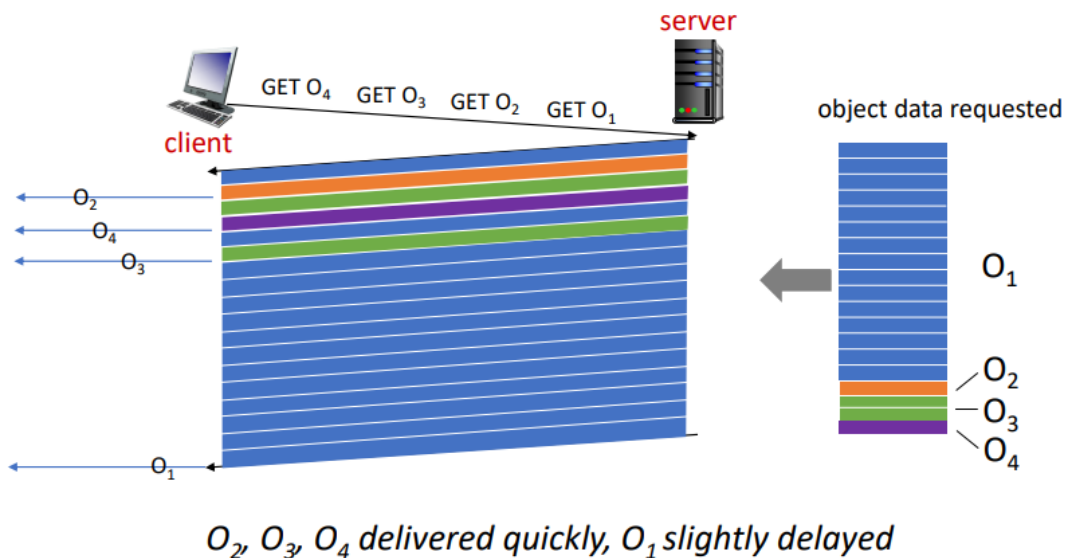 server
GET O₄ GET O₃ GET O₂ GET O₁
object data requested
client
O₂
O₄
O₃
O₁
O₁
O₂
O₃
O₄
O₂, O₃, O₄ delivered quickly, O₁ slightly delayed